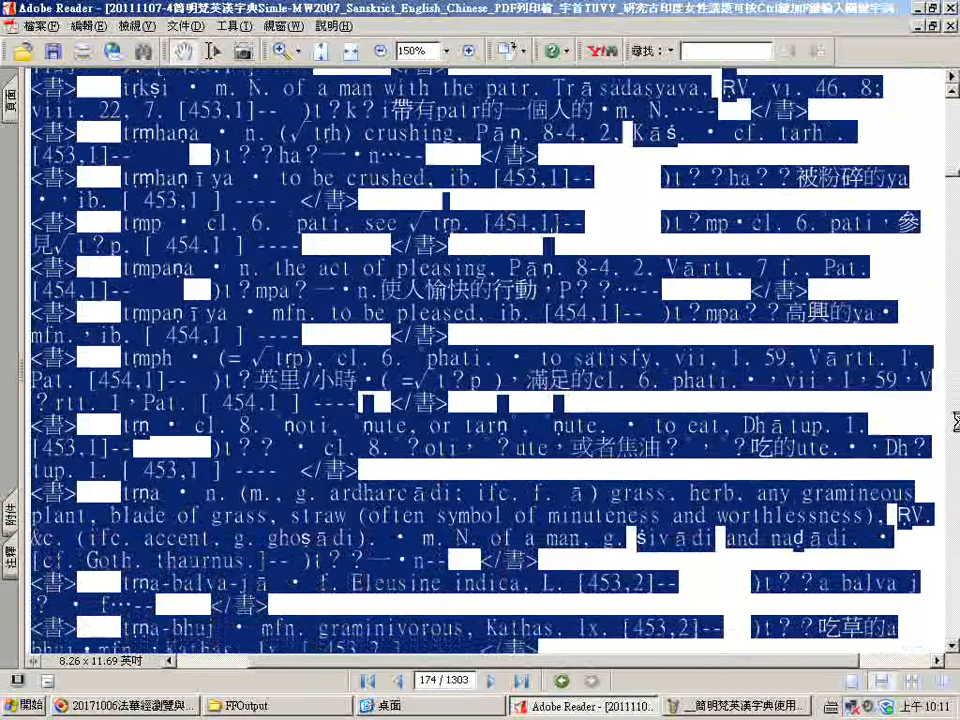 Adobe Reader - [20111107-4簡明梵英漢字典Simle-MW2007_Sanskrit_English_Chinese_PDF列印檔_字首TUVY_研究古印度女性議題可按Ctrl鍵加F鍵輸入關鍵字詞
檔案(F) 編輯(E) 檢視(V) 文件(D) 工具(T) 視窗(W) 說明(H)
150% 尋找:
頁面
<書> tṛkṣi · m. N. of a man with the patr. Trāsadasyava, ṚV. vi. 46, 8;
viii. 22, 7. [453,1]-- )t?k?i帶有patr的一個人的·m. N.…-- </書>
<書> tṛṃhaṇa · n. (√tṛh) crushing, Pāṇ. 8-4, 2, Kāś. · cf. tarh°.
[453,1]-- )t??ha?一·n…-- </書>
<書> tṛṃhaṇīya · to be crushed, ib. [453,1]-- )t??ha??被粉碎的ya
·,ib. [ 453,1 ] ---- </書>
<書> tṛmp · cl. 6. pati, see √tṛp. [454,1]-- )t?mp·cl. 6. pati,參
見√t?p. [ 454,1] ---- </書>
<書> tṛmpaṇa · n. the act of pleasing, Pāṇ. 8-4, 2, Vārtt. 7 f., Pat.
[454,1]-- )t?mpa?一·n.使人愉快的行動,P??…-- </書>
<書> tṛmpaṇīya · mfn. to be pleased, ib. [454,1]-- )t?mpa??高興的ya·
mfn.,ib. [ 454,1 ] ---- </書>
<書> tṛmph · (= √tṛp), cl. 6. phati. · to satisfy, vii, 1. 59, Vārtt. 1,
Pat. [454,1]-- )t?英里/小時·( =√t?p ),滿足的cl. 6. phati.·,vii,1,59,V
?rtt. 1,Pat. [ 454.1 ] ---- </書>
<書> tṛṇ · cl. 8. ṇoti, ṇute, or tarṇ ṇute, · to eat, Dhātup. 1.
[453,1]-- )t?? · cl. 8. ?oti, ?ute,或者焦油? , ?吃的ute.·,Dh?
tup. 1. [ 453,1 ] ---- </書>
<書> tṛṇa · n. (m., g. ardharcādi; ifc. f. ā) grass, herb, any gramineous
plant, blade of grass, straw (often symbol of minuteness and worthlessness), ṚV.
&c. (ifc. accent, g. ghoṣādi). · m. N. of a man, g. śivādi and naḍādi. ·
[cf. Goth. thaurnus.]-- )t??一·n-- </書>
<書> tṛṇa-balva-jā · f. Eleusine indica, L. [453,2]-- )t??a balva j
? · f…-- </書>
<書> tṛṇa-bhuj · mfn. graminivorous, Kathās. lx. [453,2]-- )t??吃草的a
附件
注釋
8.26 x 11.69 英吋
174 / 1303
開始 20171006法華經瀏覽與... FFOutput 桌面 Adobe Reader - [20111... __簡明梵英漢字典使用... 上午 10:11